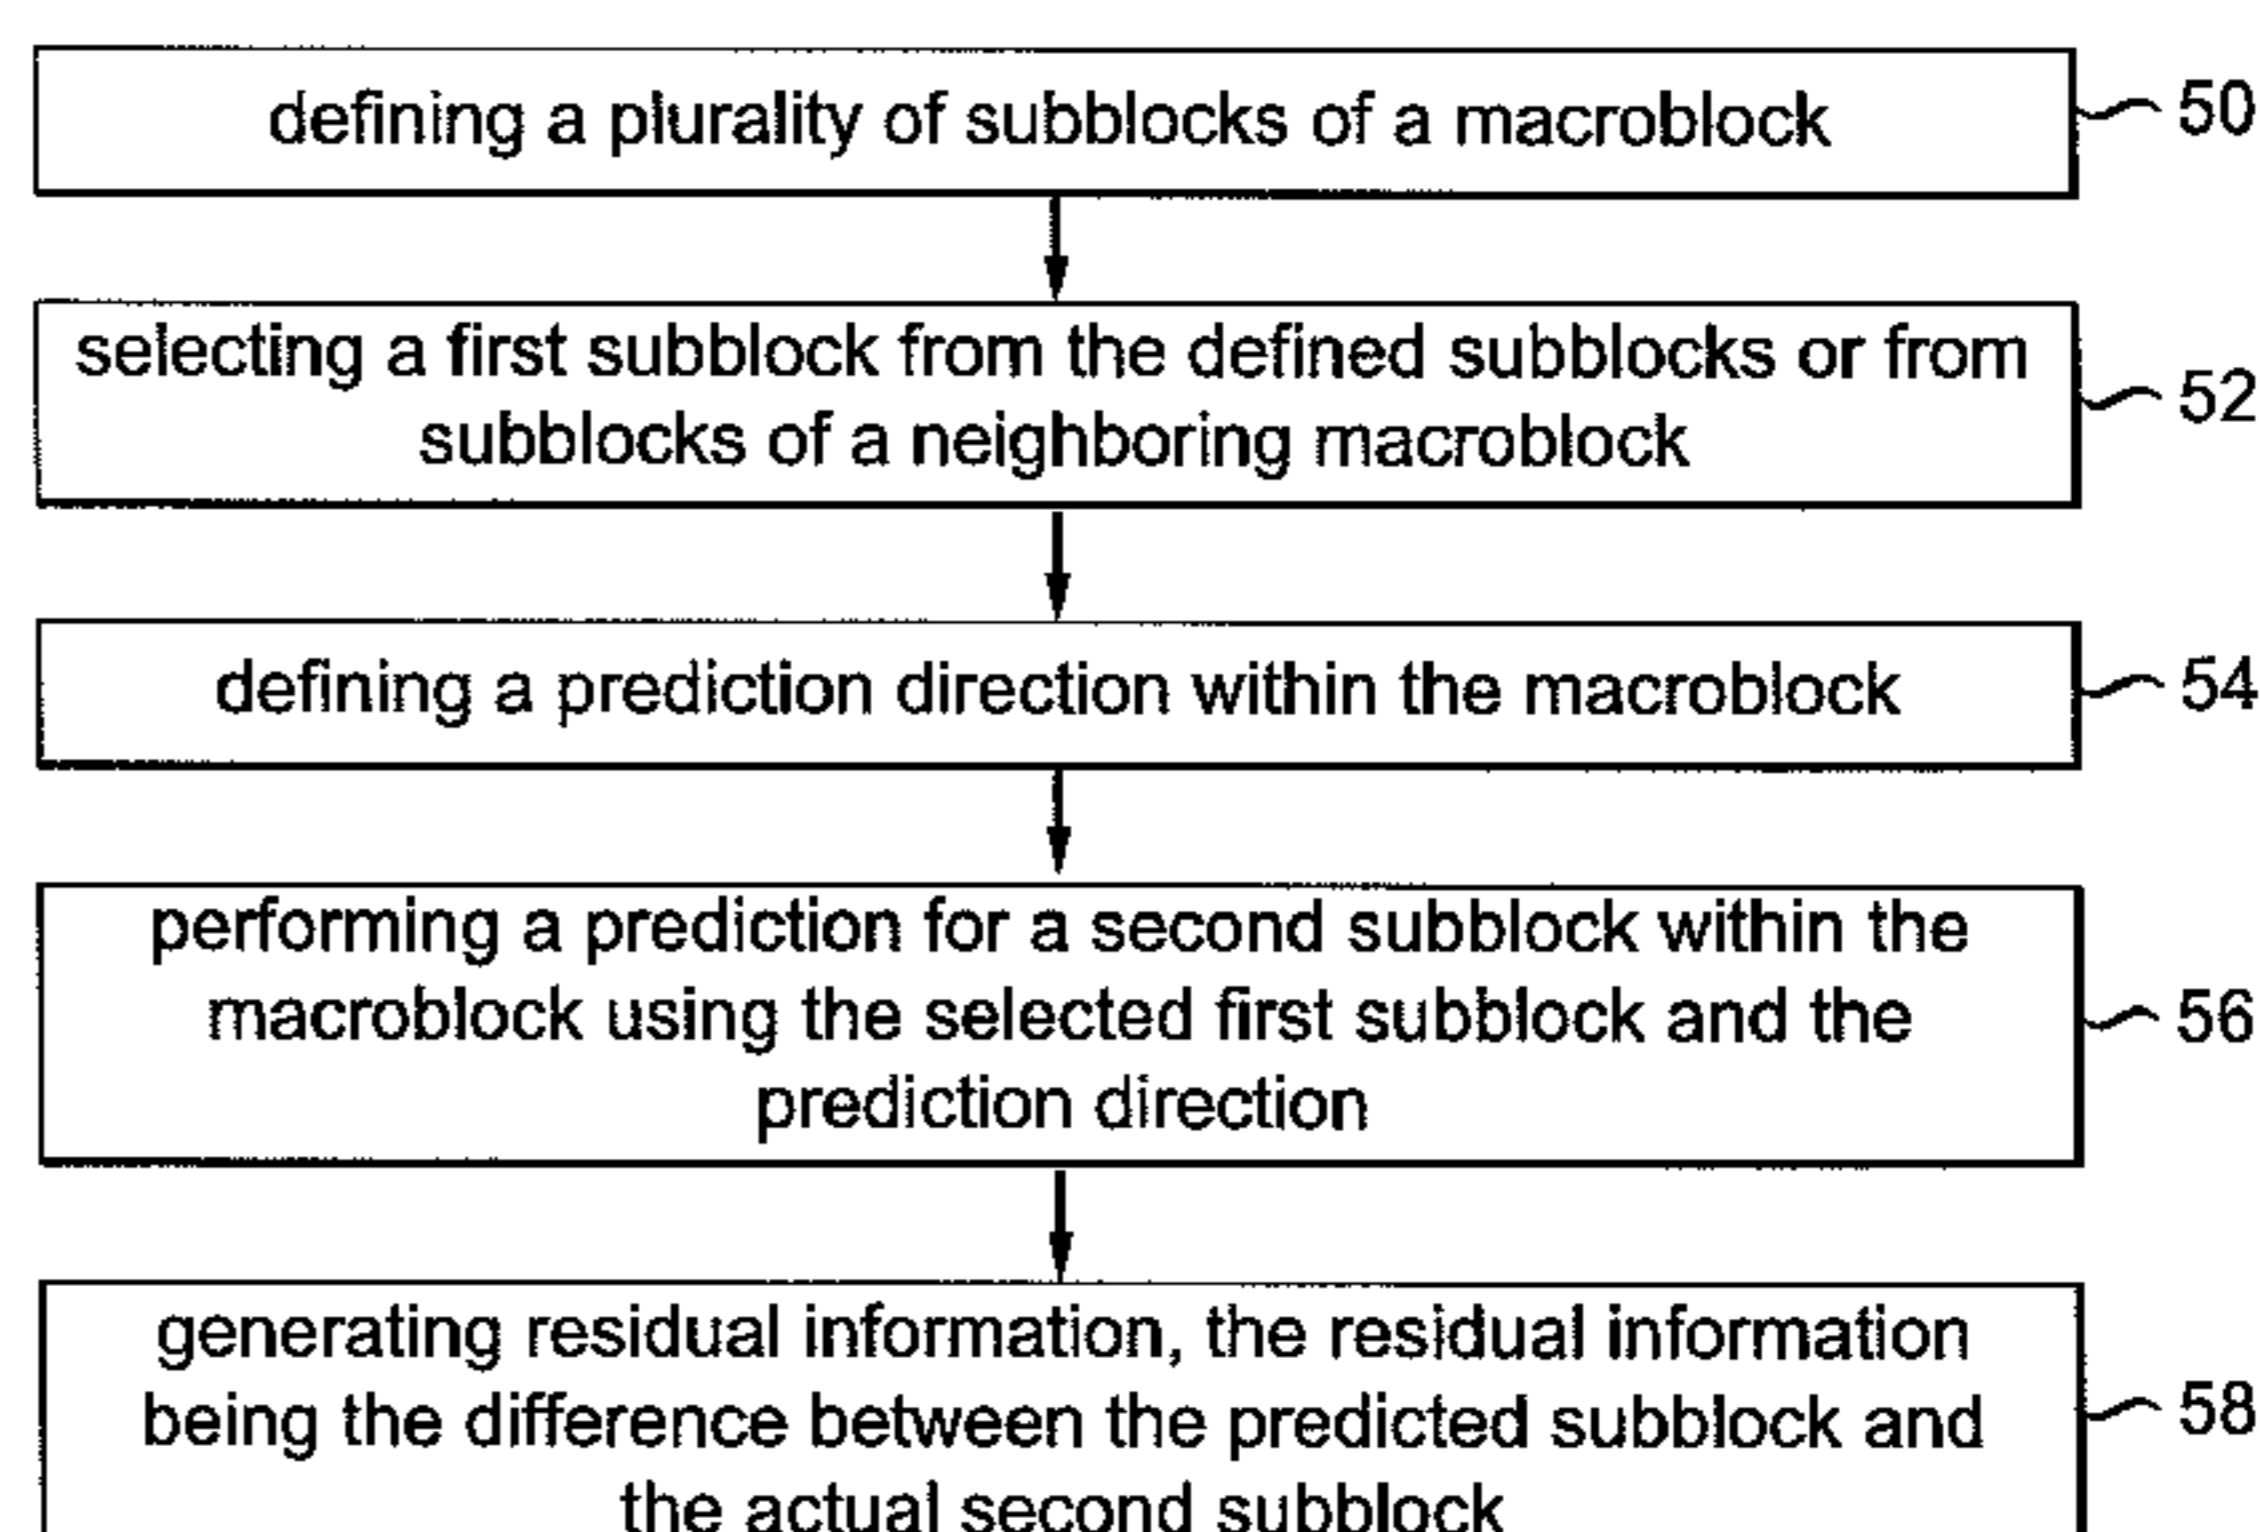 defining a plurality of subblocks of a macroblock
50
selecting a first subblock from the defined subblocks or from
subblocks of a neighboring macroblock
52
defining a prediction direction within the macroblock
54
performing a prediction for a second subblock within the
macroblock using the selected first subblock and the
prediction direction
56
generating residual information, the residual information
being the difference between the predicted subblock and
the actual second subblock
58